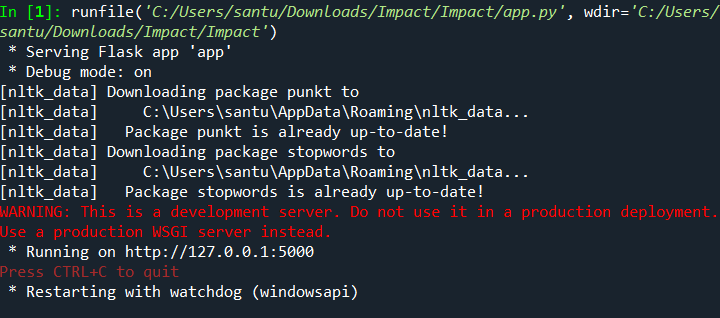 In [1]: runfile('C:/Users/santu/Downloads/Impact/Impact/app.py', wdir='C:/Users/
santu/Downloads/Impact/Impact')
 * Serving Flask app 'app'
 * Debug mode: on
[nltk_data] Downloading package punkt to
[nltk_data]     C:\Users\santu\AppData\Roaming\nltk_data...
[nltk_data]   Package punkt is already up-to-date!
[nltk_data] Downloading package stopwords to
[nltk_data]     C:\Users\santu\AppData\Roaming\nltk_data...
[nltk_data]   Package stopwords is already up-to-date!
WARNING: This is a development server. Do not use it in a production deployment.
Use a production WSGI server instead.
 * Running on http://127.0.0.1:5000
Press CTRL+C to quit
 * Restarting with watchdog (windowsapi)